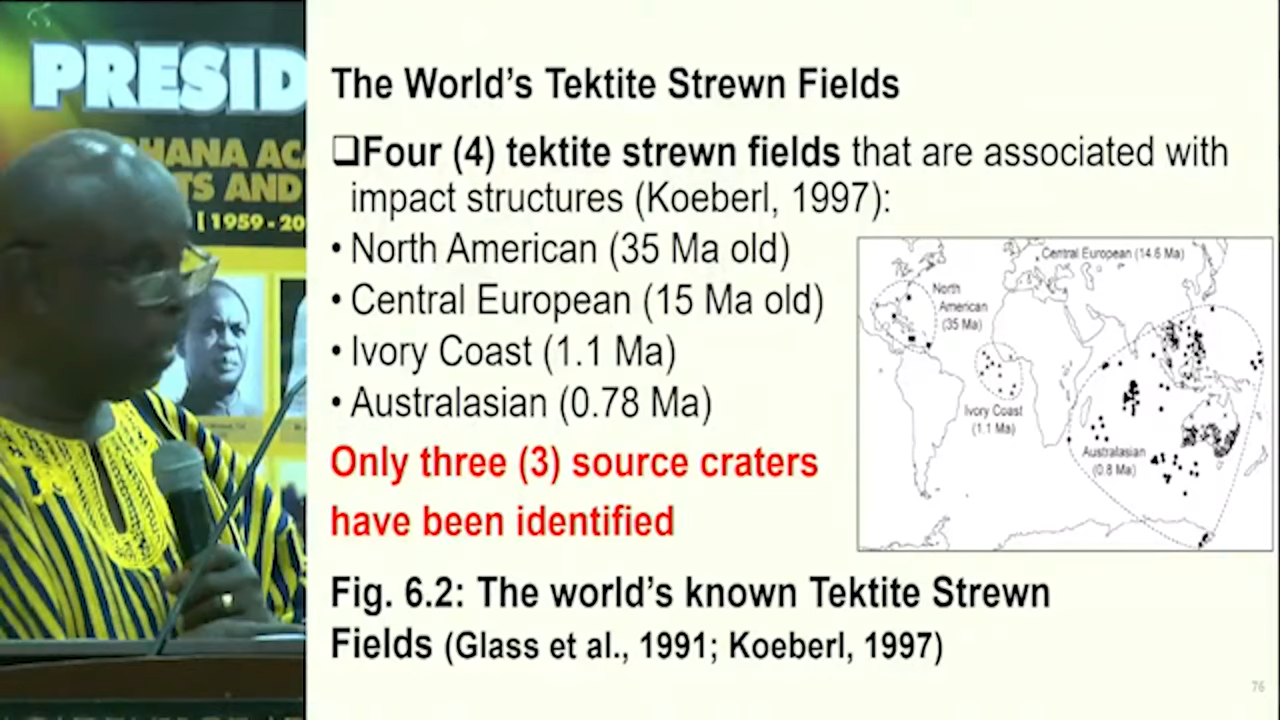 PRESID
HANA AC
TS AND
[ 1959 - 20
The World's Tektite Strewn Fields
❑Four (4) tektite strewn fields that are associated with
impact structures (Koeberl, 1997):
• North American (35 Ma old)
• Central European (15 Ma old)
• Ivory Coast (1.1 Ma)
• Australasian (0.78 Ma)
Only three (3) source craters
have been identified
Central European (14.6 Ma)
North
American
(35 Ma)
Ivory Coast
(1.1 Ma)
Australasian
(0.8 Ma)
Fig. 6.2: The world's known Tektite Strewn
Fields (Glass et al., 1991; Koeberl, 1997)
76